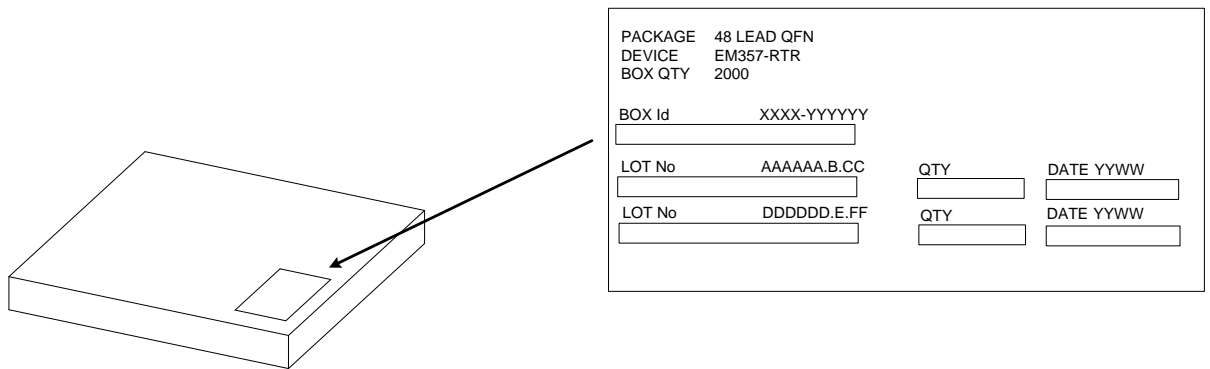 PACKAGE 48 LEAD QFN
DEVICE EM357-RTR
BOX QTY 2000
BOX Id XXXX-YYYYYY
LOT No AAAAAA.B.CC QTY DATE YYWW
LOT No DDDDDD.E.FF QTY DATE YYWW